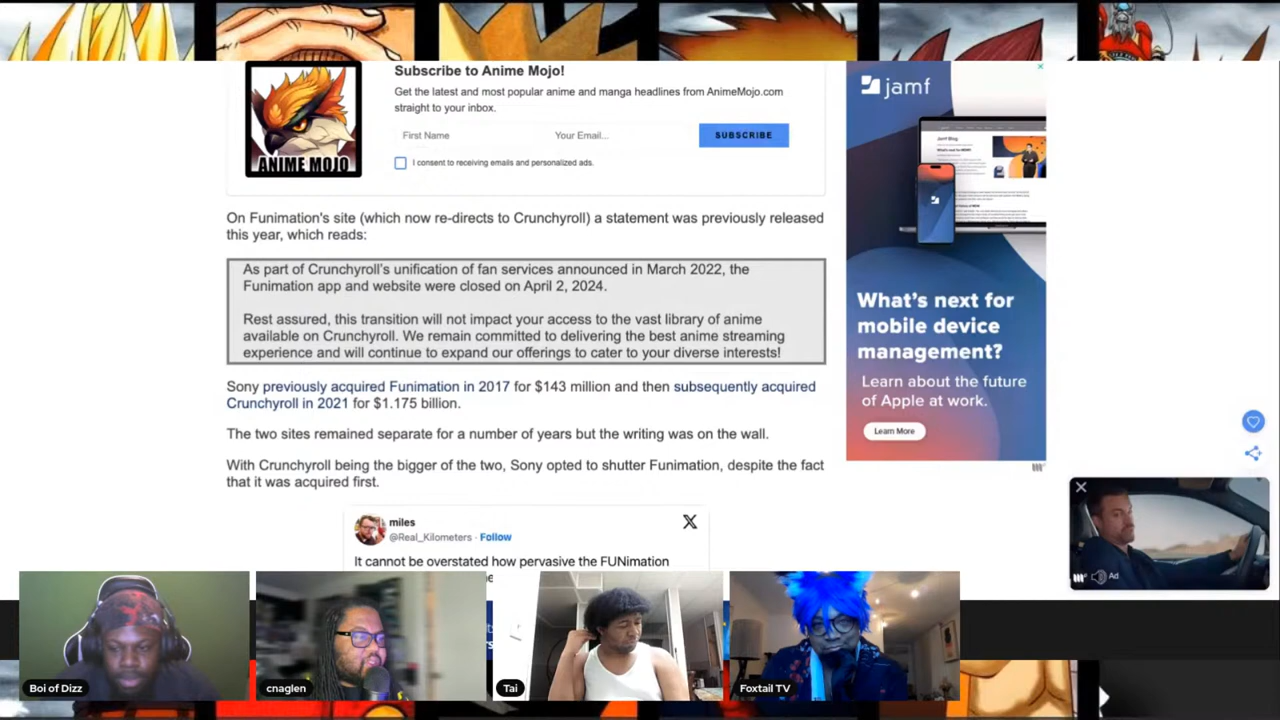 Subscribe to Anime Mojo!
Get the latest and most popular anime and manga headlines from AnimeMojo.com
straight to your inbox.
First Name
Your Email...
SUBSCRIBE
I consent to receiving emails and personalized ads.
ANIME MOJO
On Funimation's site (which now re-directs to Crunchyroll) a statement was previously released
this year, which reads:
As part of Crunchyroll's unification of fan services announced in March 2022, the
Funimation app and website were closed on April 2, 2024.
Rest assured, this transition will not impact your access to the vast library of anime
available on Crunchyroll. We remain committed to delivering the best anime streaming
experience and will continue to expand our offerings to cater to your diverse interests!
Sony previously acquired Funimation in 2017 for $143 million and then subsequently acquired
Crunchyroll in 2021 for $1.175 billion.
The two sites remained separate for a number of years but the writing was on the wall.
With Crunchyroll being the bigger of the two, Sony opted to shutter Funimation, despite the fact
that it was acquired first.
miles
@Real_Kilometers · Follow
It cannot be overstated how pervasive the FUNimation
jamf
What's next for
mobile device
management?
Learn about the future
of Apple at work.
Learn More
Ad
Boi of Dizz
cnaglen
Tai
Foxtail TV